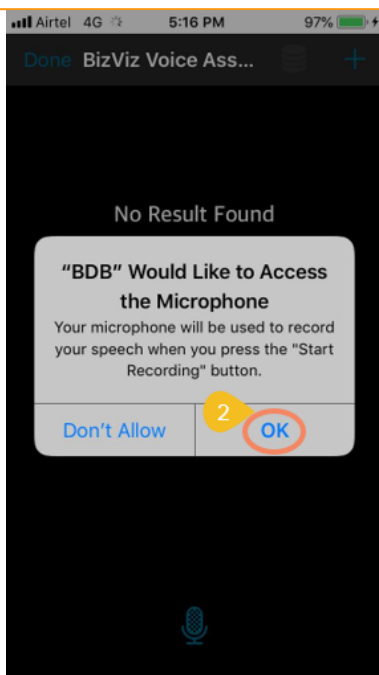 Airtel 4G 5:16 PM 97%
Done BizViz Voice Ass...
No Result Found
“BDB” Would Like to Access
the Microphone
Your microphone will be used to record
your speech when you press the "Start
Recording" button.
2
Don’t Allow OK